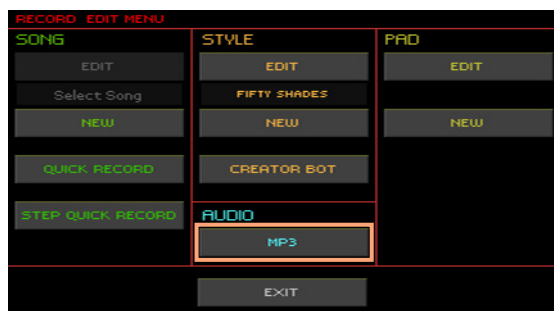 RECORD EDIT MENU
SONG
EDIT
Select Song
NEW
QUICK RECORD
STEP QUICK RECORD
STYLE
EDIT
FIFTY SHADES
NEW
CREATOR BOT
AUDIO
MP3
PAD
EDIT
NEW
EXIT